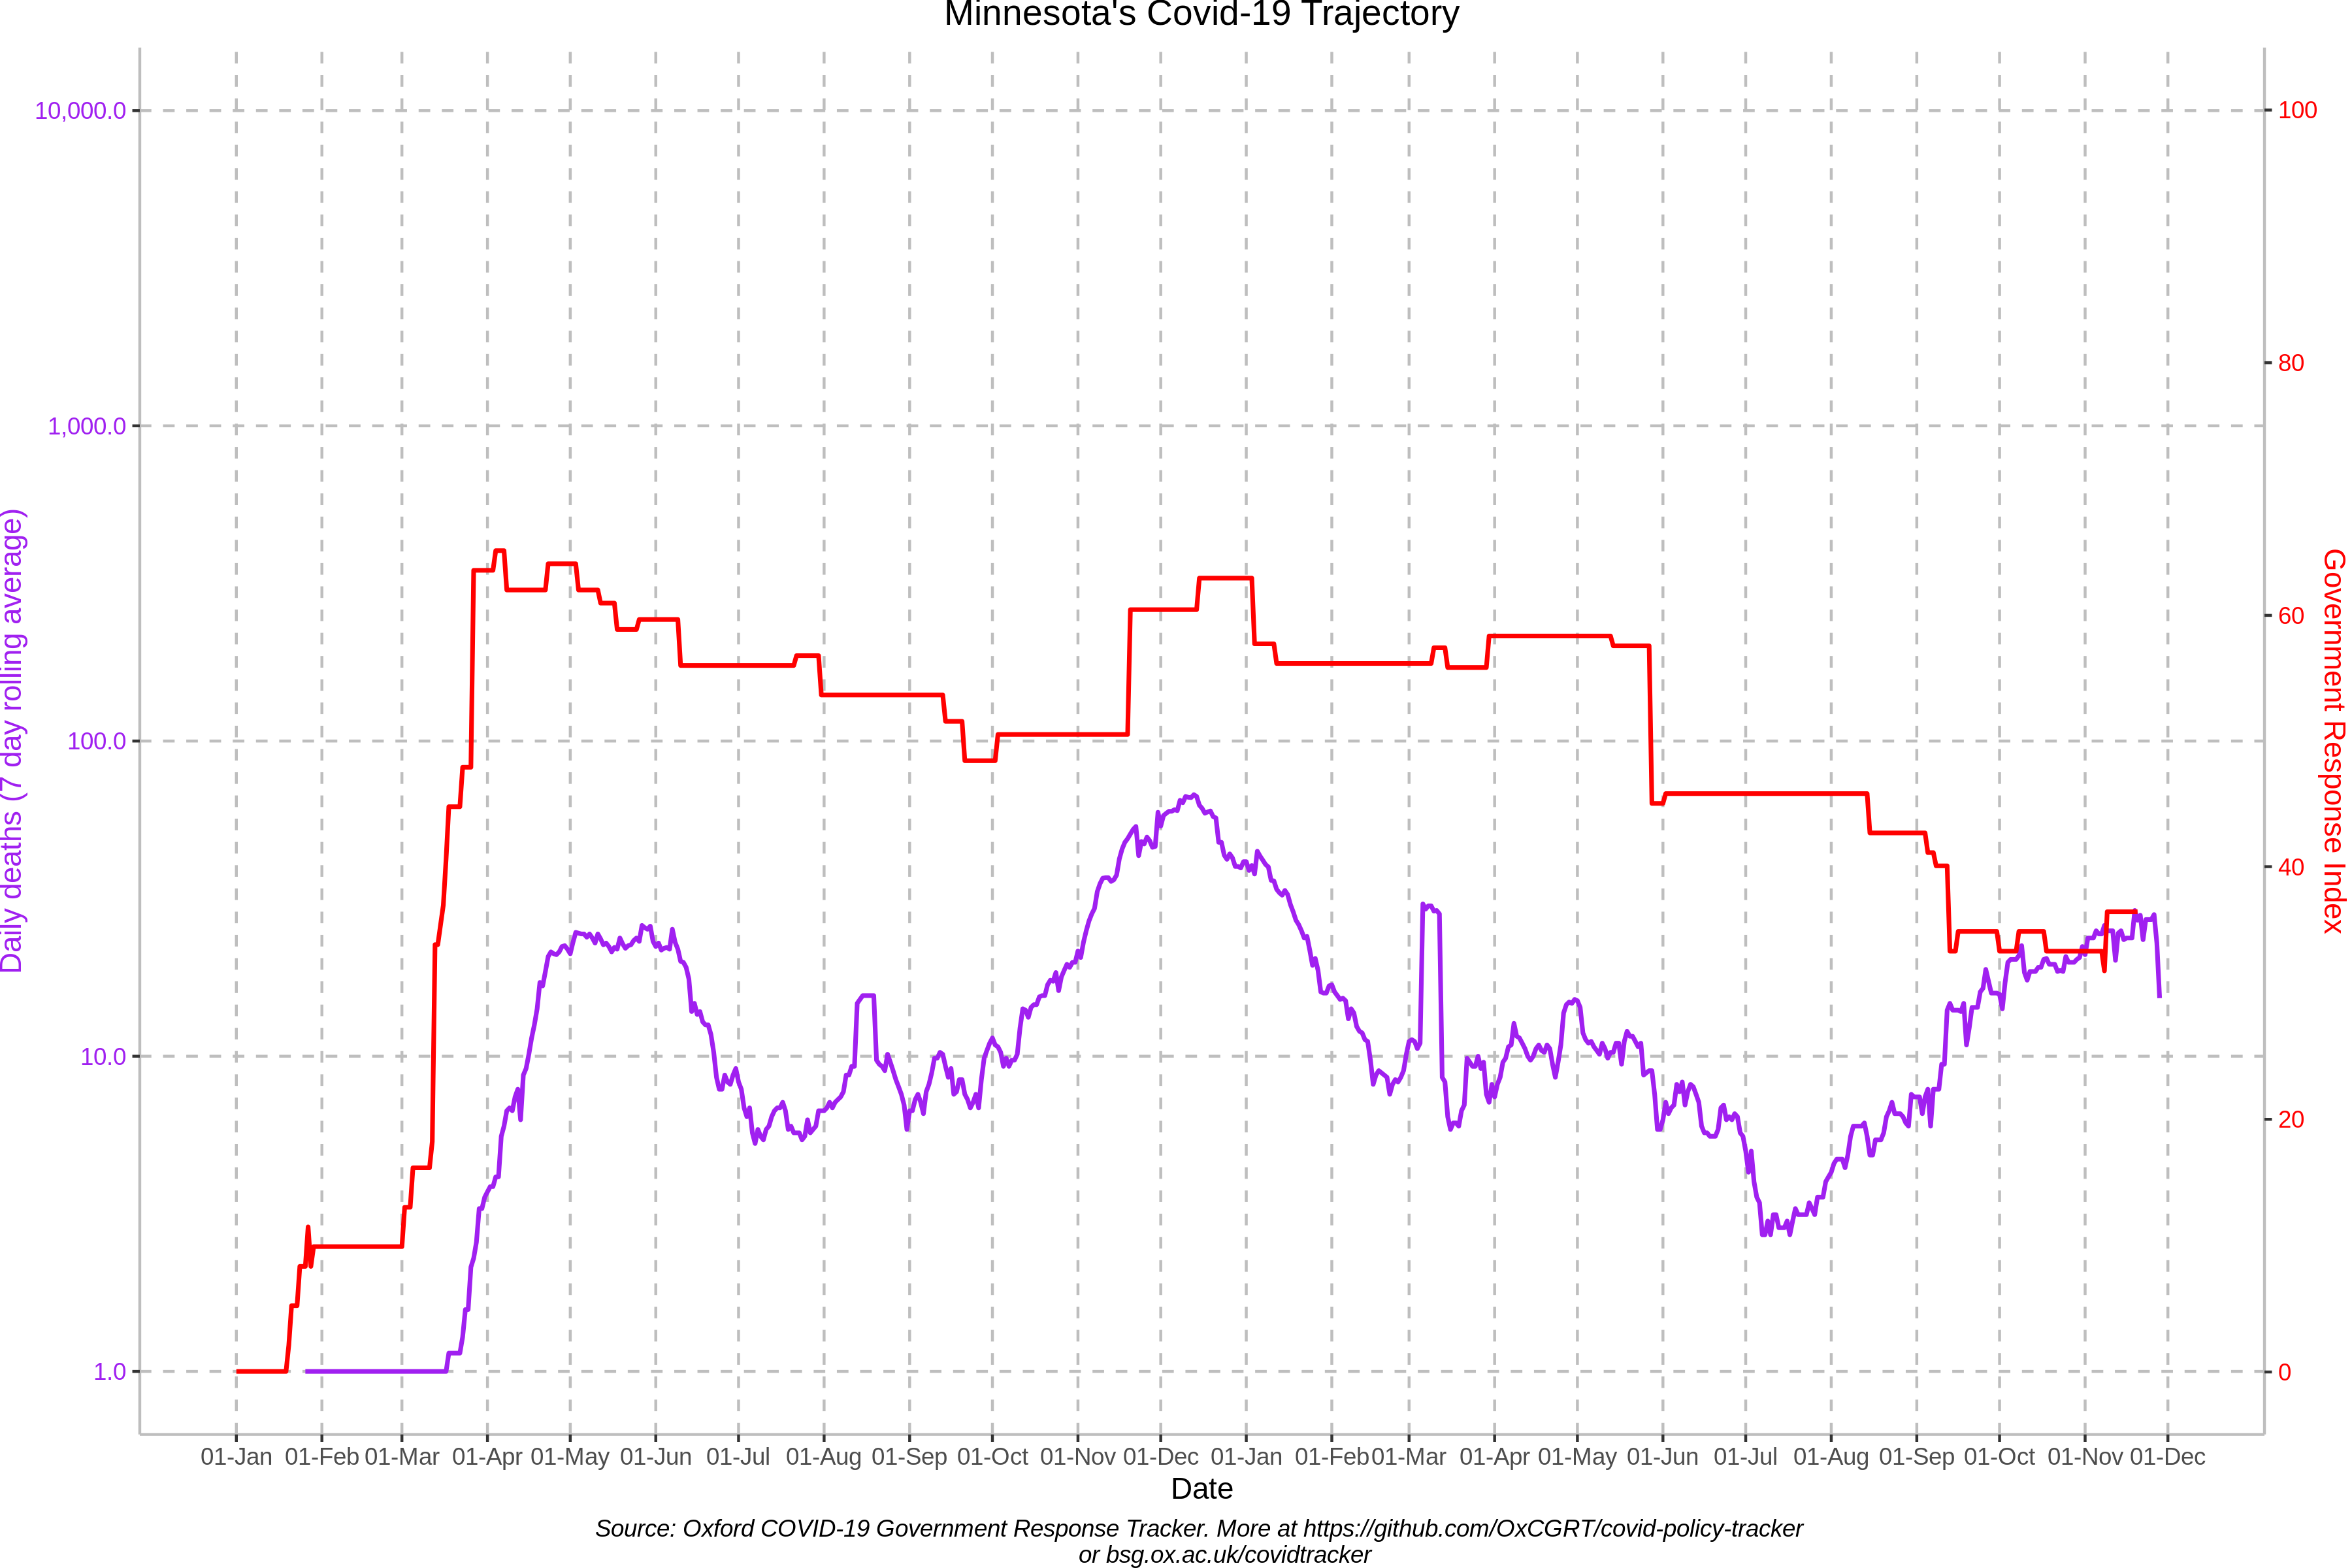 Minnesota's Covid-19 Trajectory
10,000.0
1,000.0
100.0
10.0
1.0
Daily deaths (7 day rolling average)
100
80
60
40
20
0
Government Response Index
01-Jan 01-Feb 01-Mar 01-Apr 01-May 01-Jun 01-Jul 01-Aug 01-Sep 01-Oct 01-Nov 01-Dec 01-Jan 01-Feb 01-Mar 01-Apr 01-May 01-Jun 01-Jul 01-Aug 01-Sep 01-Oct 01-Nov 01-Dec
Date
Source: Oxford COVID-19 Government Response Tracker. More at https://github.com/OxCGRT/covid-policy-tracker
or bsg.ox.ac.uk/covidtracker